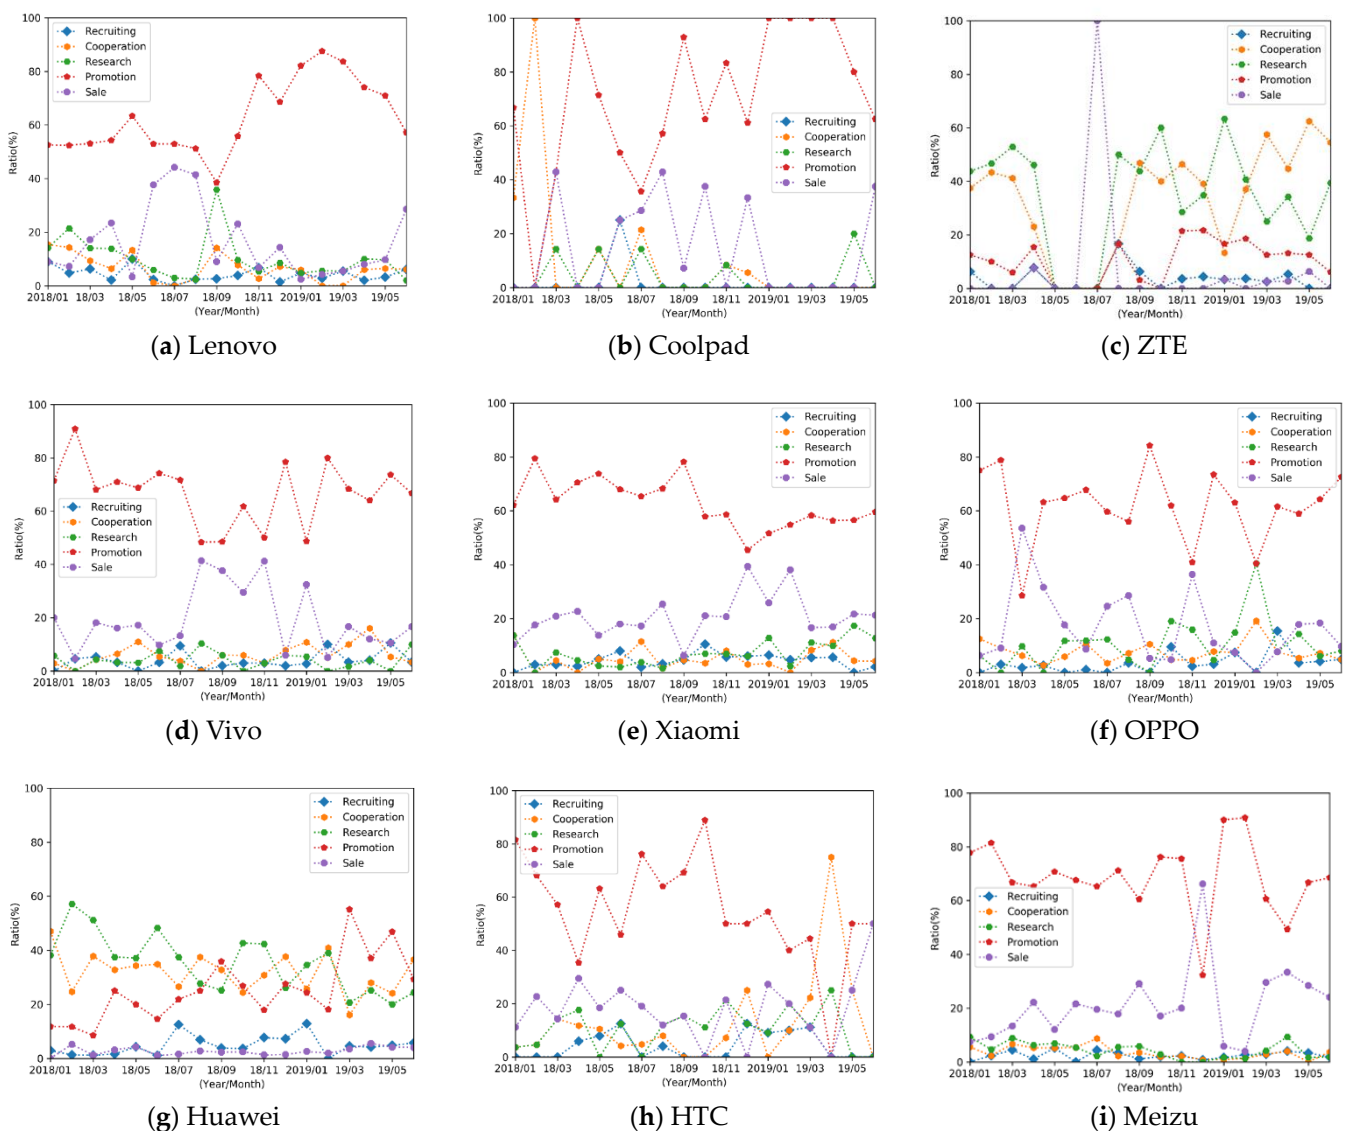 100
80
60
40
20
0
Ratio(%)
Recruiting
Cooperation
Research
Promotion
Sale
2018/01 18/03 18/05 18/07 18/09 18/11 2019/01 19/03 19/05
(Year/Month)
(a) Lenovo
100
80
60
40
20
0
Ratio(%)
Recruiting
Cooperation
Research
Promotion
Sale
2018/01 18/03 18/05 18/07 18/09 18/11 2019/01 19/03 19/05
(Year/Month)
(b) Coolpad
100
80
60
40
20
0
Ratio(%)
Recruiting
Cooperation
Research
Promotion
Sale
2018/01 18/03 18/05 18/07 18/09 18/11 2019/01 19/03 19/05
(Year/Month)
(c) ZTE
100
80
60
40
20
0
Ratio(%)
Recruiting
Cooperation
Research
Promotion
Sale
2018/01 18/03 18/05 18/07 18/09 18/11 2019/01 19/03 19/05
(Year/Month)
(d) Vivo
100
80
60
40
20
0
Ratio(%)
Recruiting
Cooperation
Research
Promotion
Sale
2018/01 18/03 18/05 18/07 18/09 18/11 2019/01 19/03 19/05
(Year/Month)
(e) Xiaomi
100
80
60
40
20
0
Ratio(%)
Recruiting
Cooperation
Research
Promotion
Sale
2018/01 18/03 18/05 18/07 18/09 18/11 2019/01 19/03 19/05
(Year/Month)
(f) OPPO
100
80
60
40
20
0
Ratio(%)
Recruiting
Cooperation
Research
Promotion
Sale
2018/01 18/03 18/05 18/07 18/09 18/11 2019/01 19/03 19/05
(Year/Month)
(g) Huawei
100
80
60
40
20
0
Ratio(%)
Recruiting
Cooperation
Research
Promotion
Sale
2018/01 18/03 18/05 18/07 18/09 18/11 2019/01 19/03 19/05
(Year/Month)
(h) HTC
100
80
60
40
20
0
Ratio(%)
Recruiting
Cooperation
Research
Promotion
Sale
2018/01 18/03 18/05 18/07 18/09 18/11 2019/01 19/03 19/05
(Year/Month)
(i) Meizu